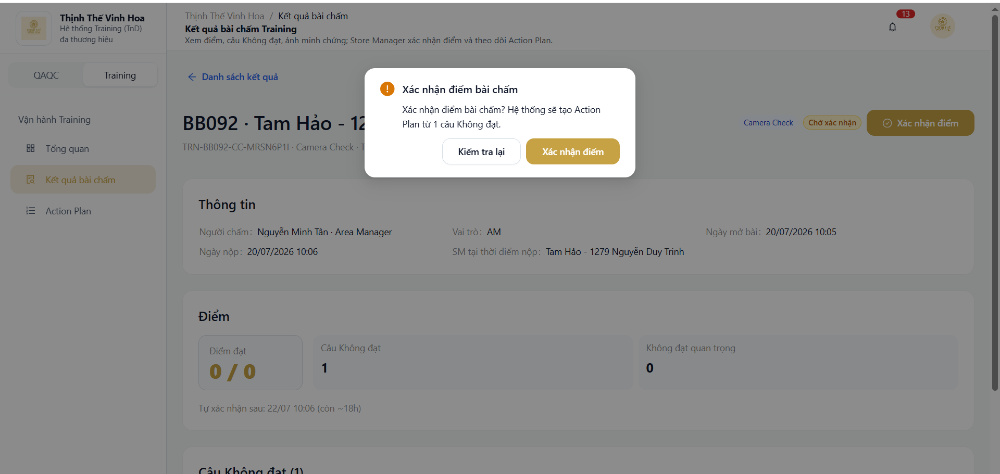 Thịnh Thế Vinh Hoa
Hệ thống Training (TnD)
đa thương hiệu
QAQC
Training
Vận hành Training
Tổng quan
Kết quả bài chấm
Action Plan
Thịnh Thế Vinh Hoa / Kết quả bài chấm
Kết quả bài chấm Training
Xem điểm, câu Không đạt, ảnh minh chứng; Store Manager xác nhận điểm và theo dõi Action Plan.
13
Danh sách kết quả
BB092 · Tam Hảo - 12
TRN-BB092-CC-MRSN6P1I · Camera Check · T
Camera Check
Chờ xác nhận
Xác nhận điểm
Xác nhận điểm bài chấm
Xác nhận điểm bài chấm? Hệ thống sẽ tạo Action
Plan từ 1 câu Không đạt.
Kiểm tra lại
Xác nhận điểm
Thông tin
Người chấm: Nguyễn Minh Tân · Area Manager
Vai trò: AM
Ngày mở bài: 20/07/2026 10:05
Ngày nộp: 20/07/2026 10:06
SM tại thời điểm nộp: Tam Hảo - 1279 Nguyễn Duy Trinh
Điểm
Điểm đạt
0 / 0
Câu Không đạt
1
Không đạt quan trọng
0
Tự xác nhận sau: 22/07 10:06 (còn ~18h)
Câu Không đạt (1)